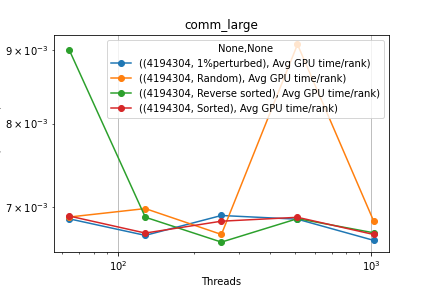 comm_large
None,None
((4194304, 1%perturbed), Avg GPU time/rank)
((4194304, Random), Avg GPU time/rank)
((4194304, Reverse sorted), Avg GPU time/rank)
((4194304, Sorted), Avg GPU time/rank)
9 × 10⁻³
8 × 10⁻³
7 × 10⁻³
10² 10³
Threads